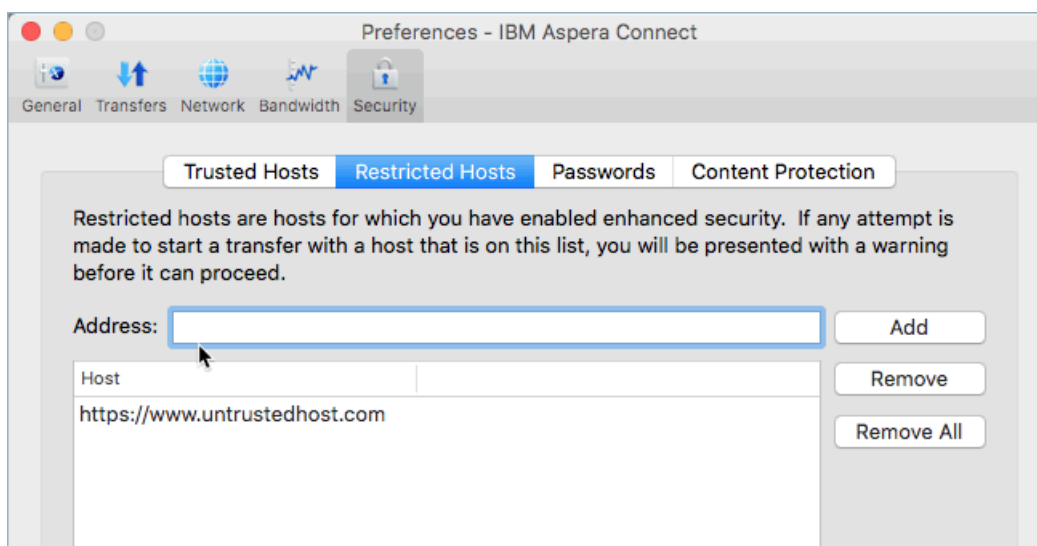 Preferences - IBM Aspera Connect
General Transfers Network Bandwidth Security
Trusted Hosts Restricted Hosts Passwords Content Protection
Restricted hosts are hosts for which you have enabled enhanced security. If any attempt is
made to start a transfer with a host that is on this list, you will be presented with a warning
before it can proceed.
Address: Add
Host Remove
https://www.untrustedhost.com
Remove All